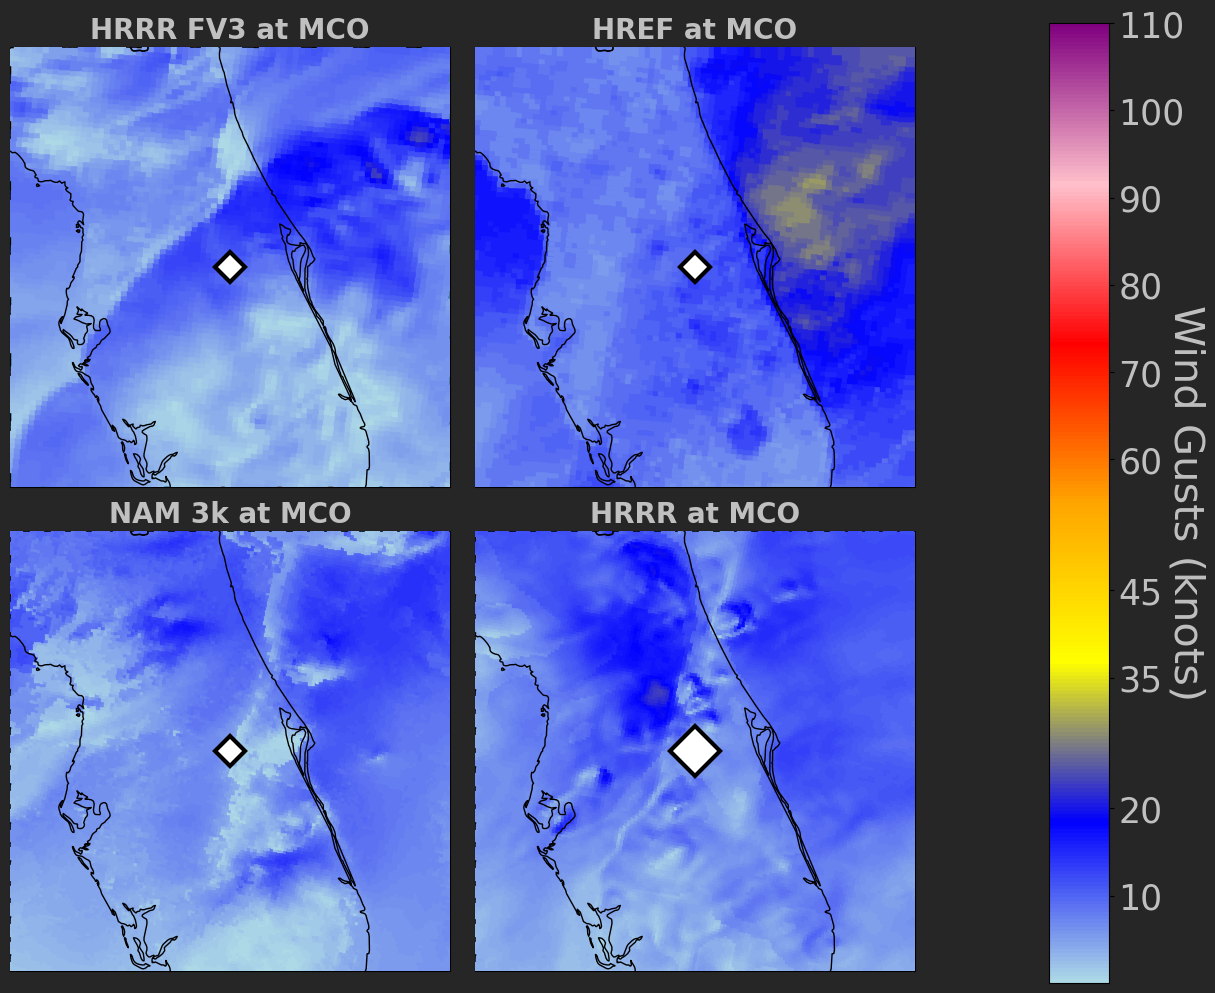 HRRR FV3 at MCO
HREF at MCO
NAM 3k at MCO
HRRR at MCO
110
100
90
80
70
60
45
35
20
10
Wind Gusts (knots)